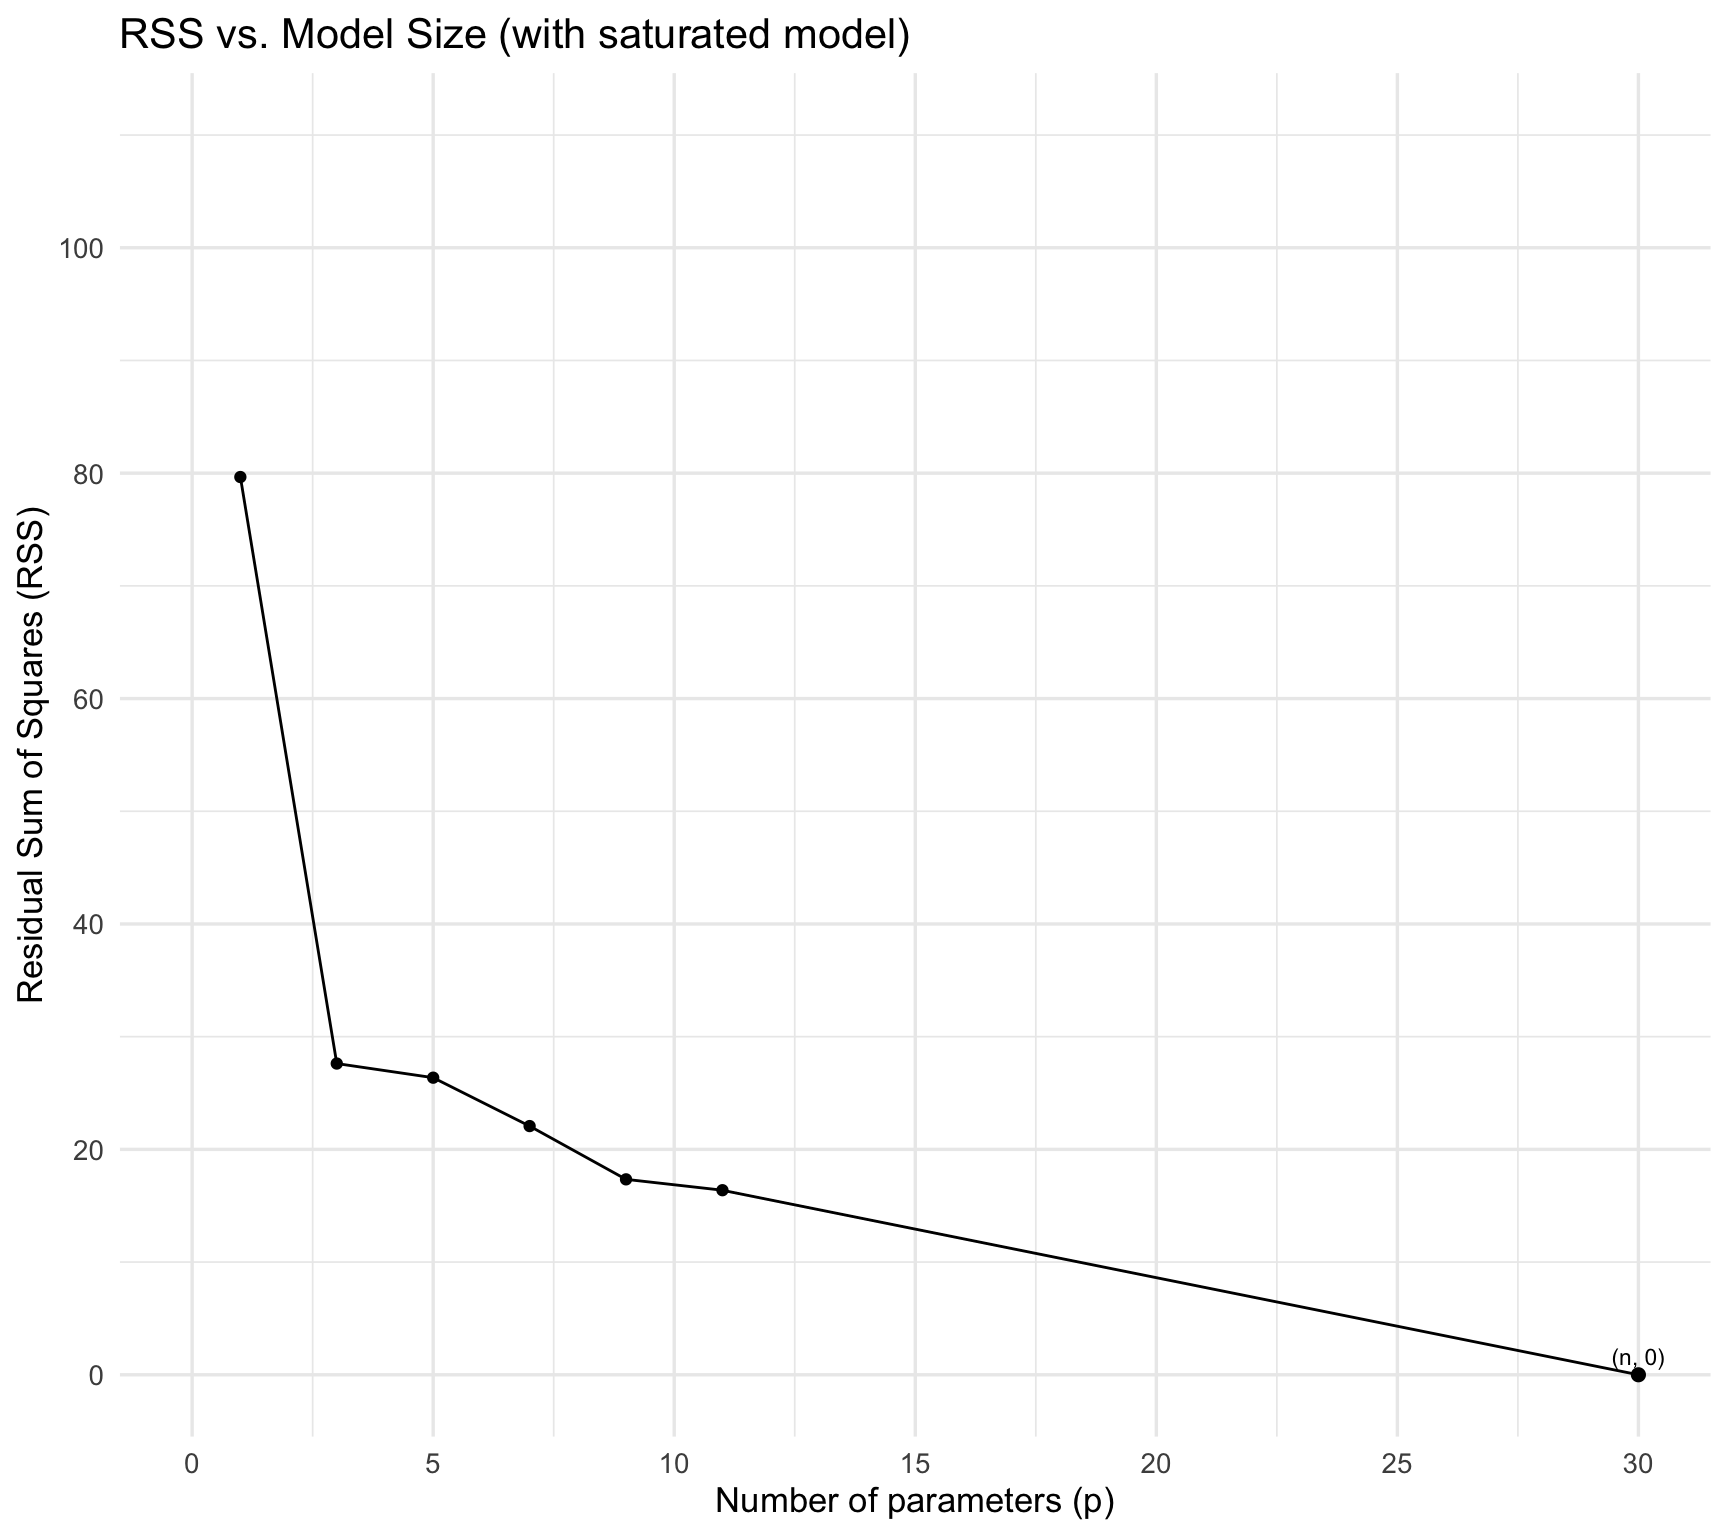 RSS vs. Model Size (with saturated model)
100
80
60
40
20
0
Residual Sum of Squares (RSS)
(n, 0)
0 5 10 15 20 25 30
Number of parameters (p)